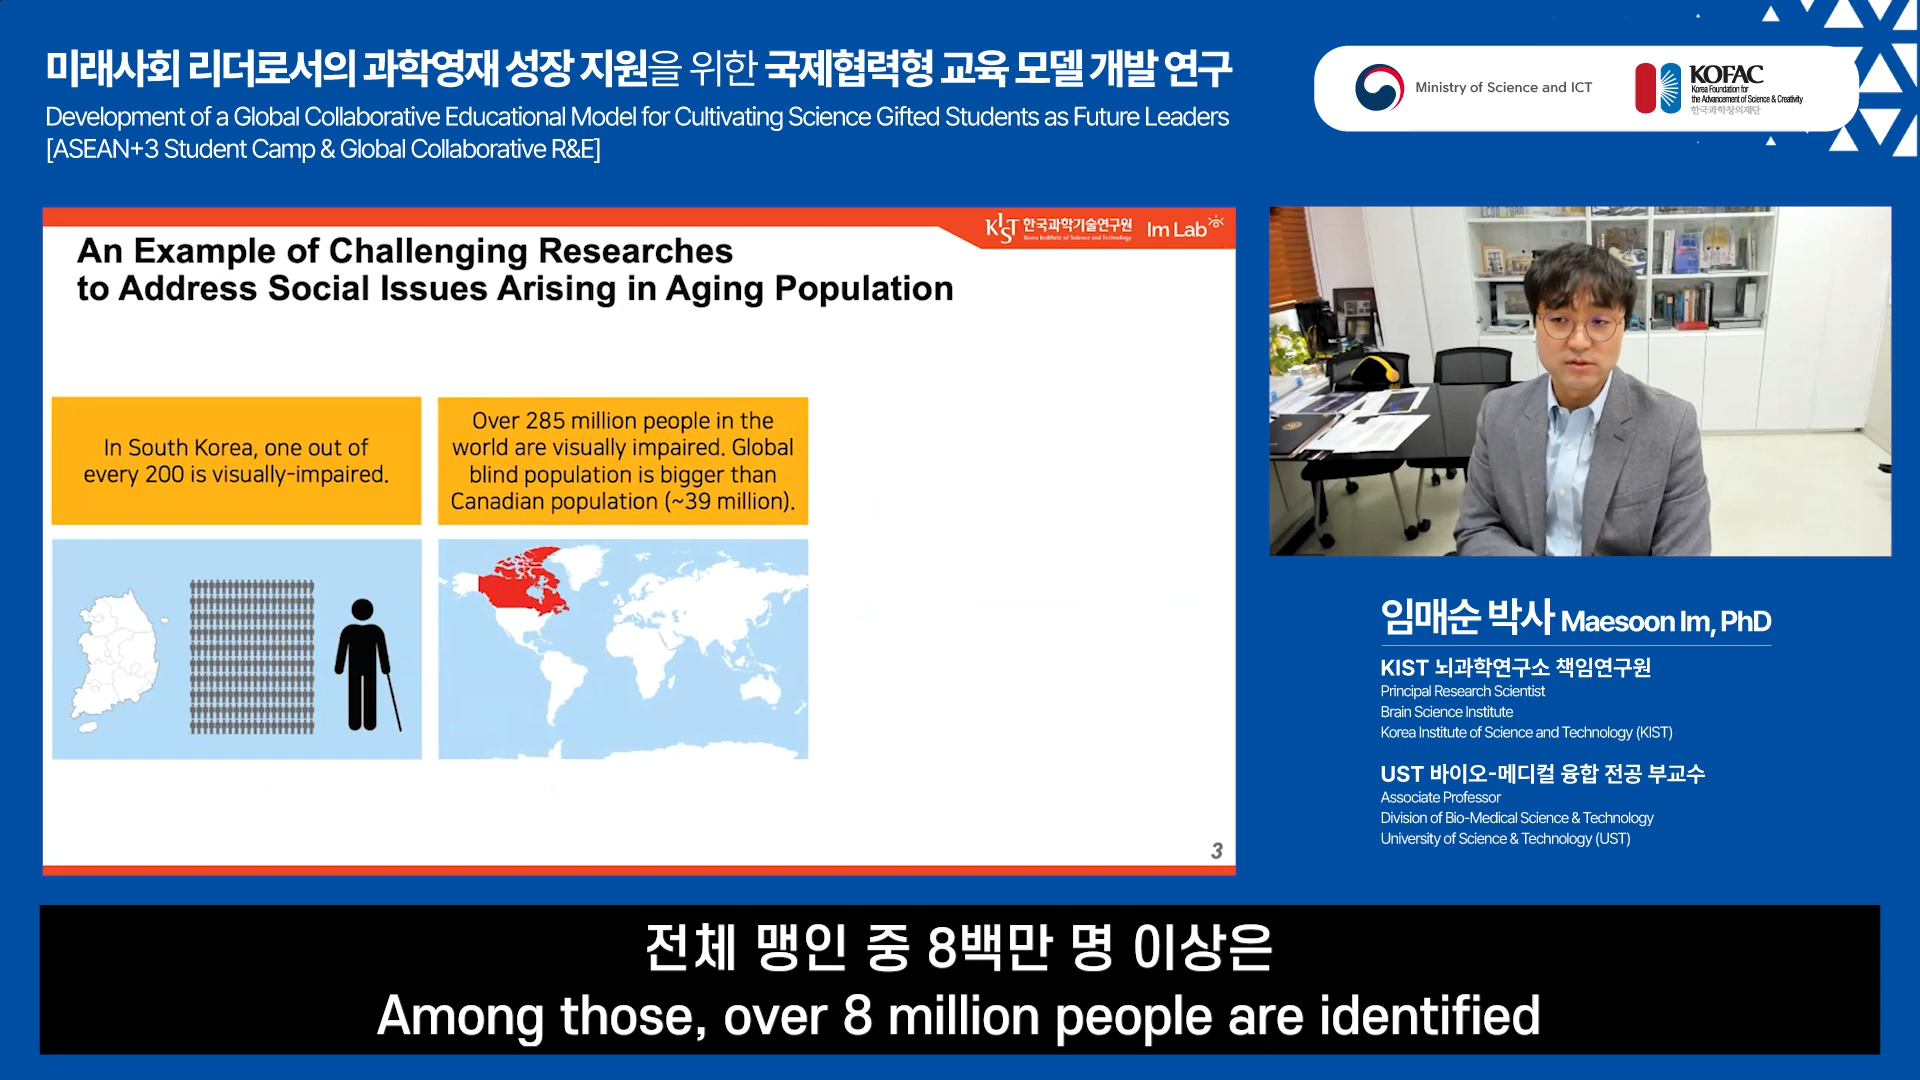 미래사회 리더로서의 과학영재 성장 지원을 위한 국제협력형 교육 모델 개발 연구
Development of a Global Collaborative Educational Model for Cultivating Science Gifted Students as Future Leaders
[ASEAN+3 Student Camp & Global Collaborative R&E]
Ministry of Science and ICT
KOFAC
Korea Foundation for
the Advancement of Science & Creativity
한국과학창의재단
KIST 한국과학기술연구원
Korea Institute of Science and Technology
Im Lab
An Example of Challenging Researches
to Address Social Issues Arising in Aging Population
In South Korea, one out of
every 200 is visually-impaired.
Over 285 million people in the
world are visually impaired. Global
blind population is bigger than
Canadian population (~39 million).
3
임매순 박사 Maesoon Im, PhD
KIST 뇌과학연구소 책임연구원
Principal Research Scientist
Brain Science Institute
Korea Institute of Science and Technology (KIST)
UST 바이오-메디컬 융합 전공 부교수
Associate Professor
Division of Bio-Medical Science & Technology
University of Science & Technology (UST)
전체 맹인 중 8백만 명 이상은
Among those, over 8 million people are identified